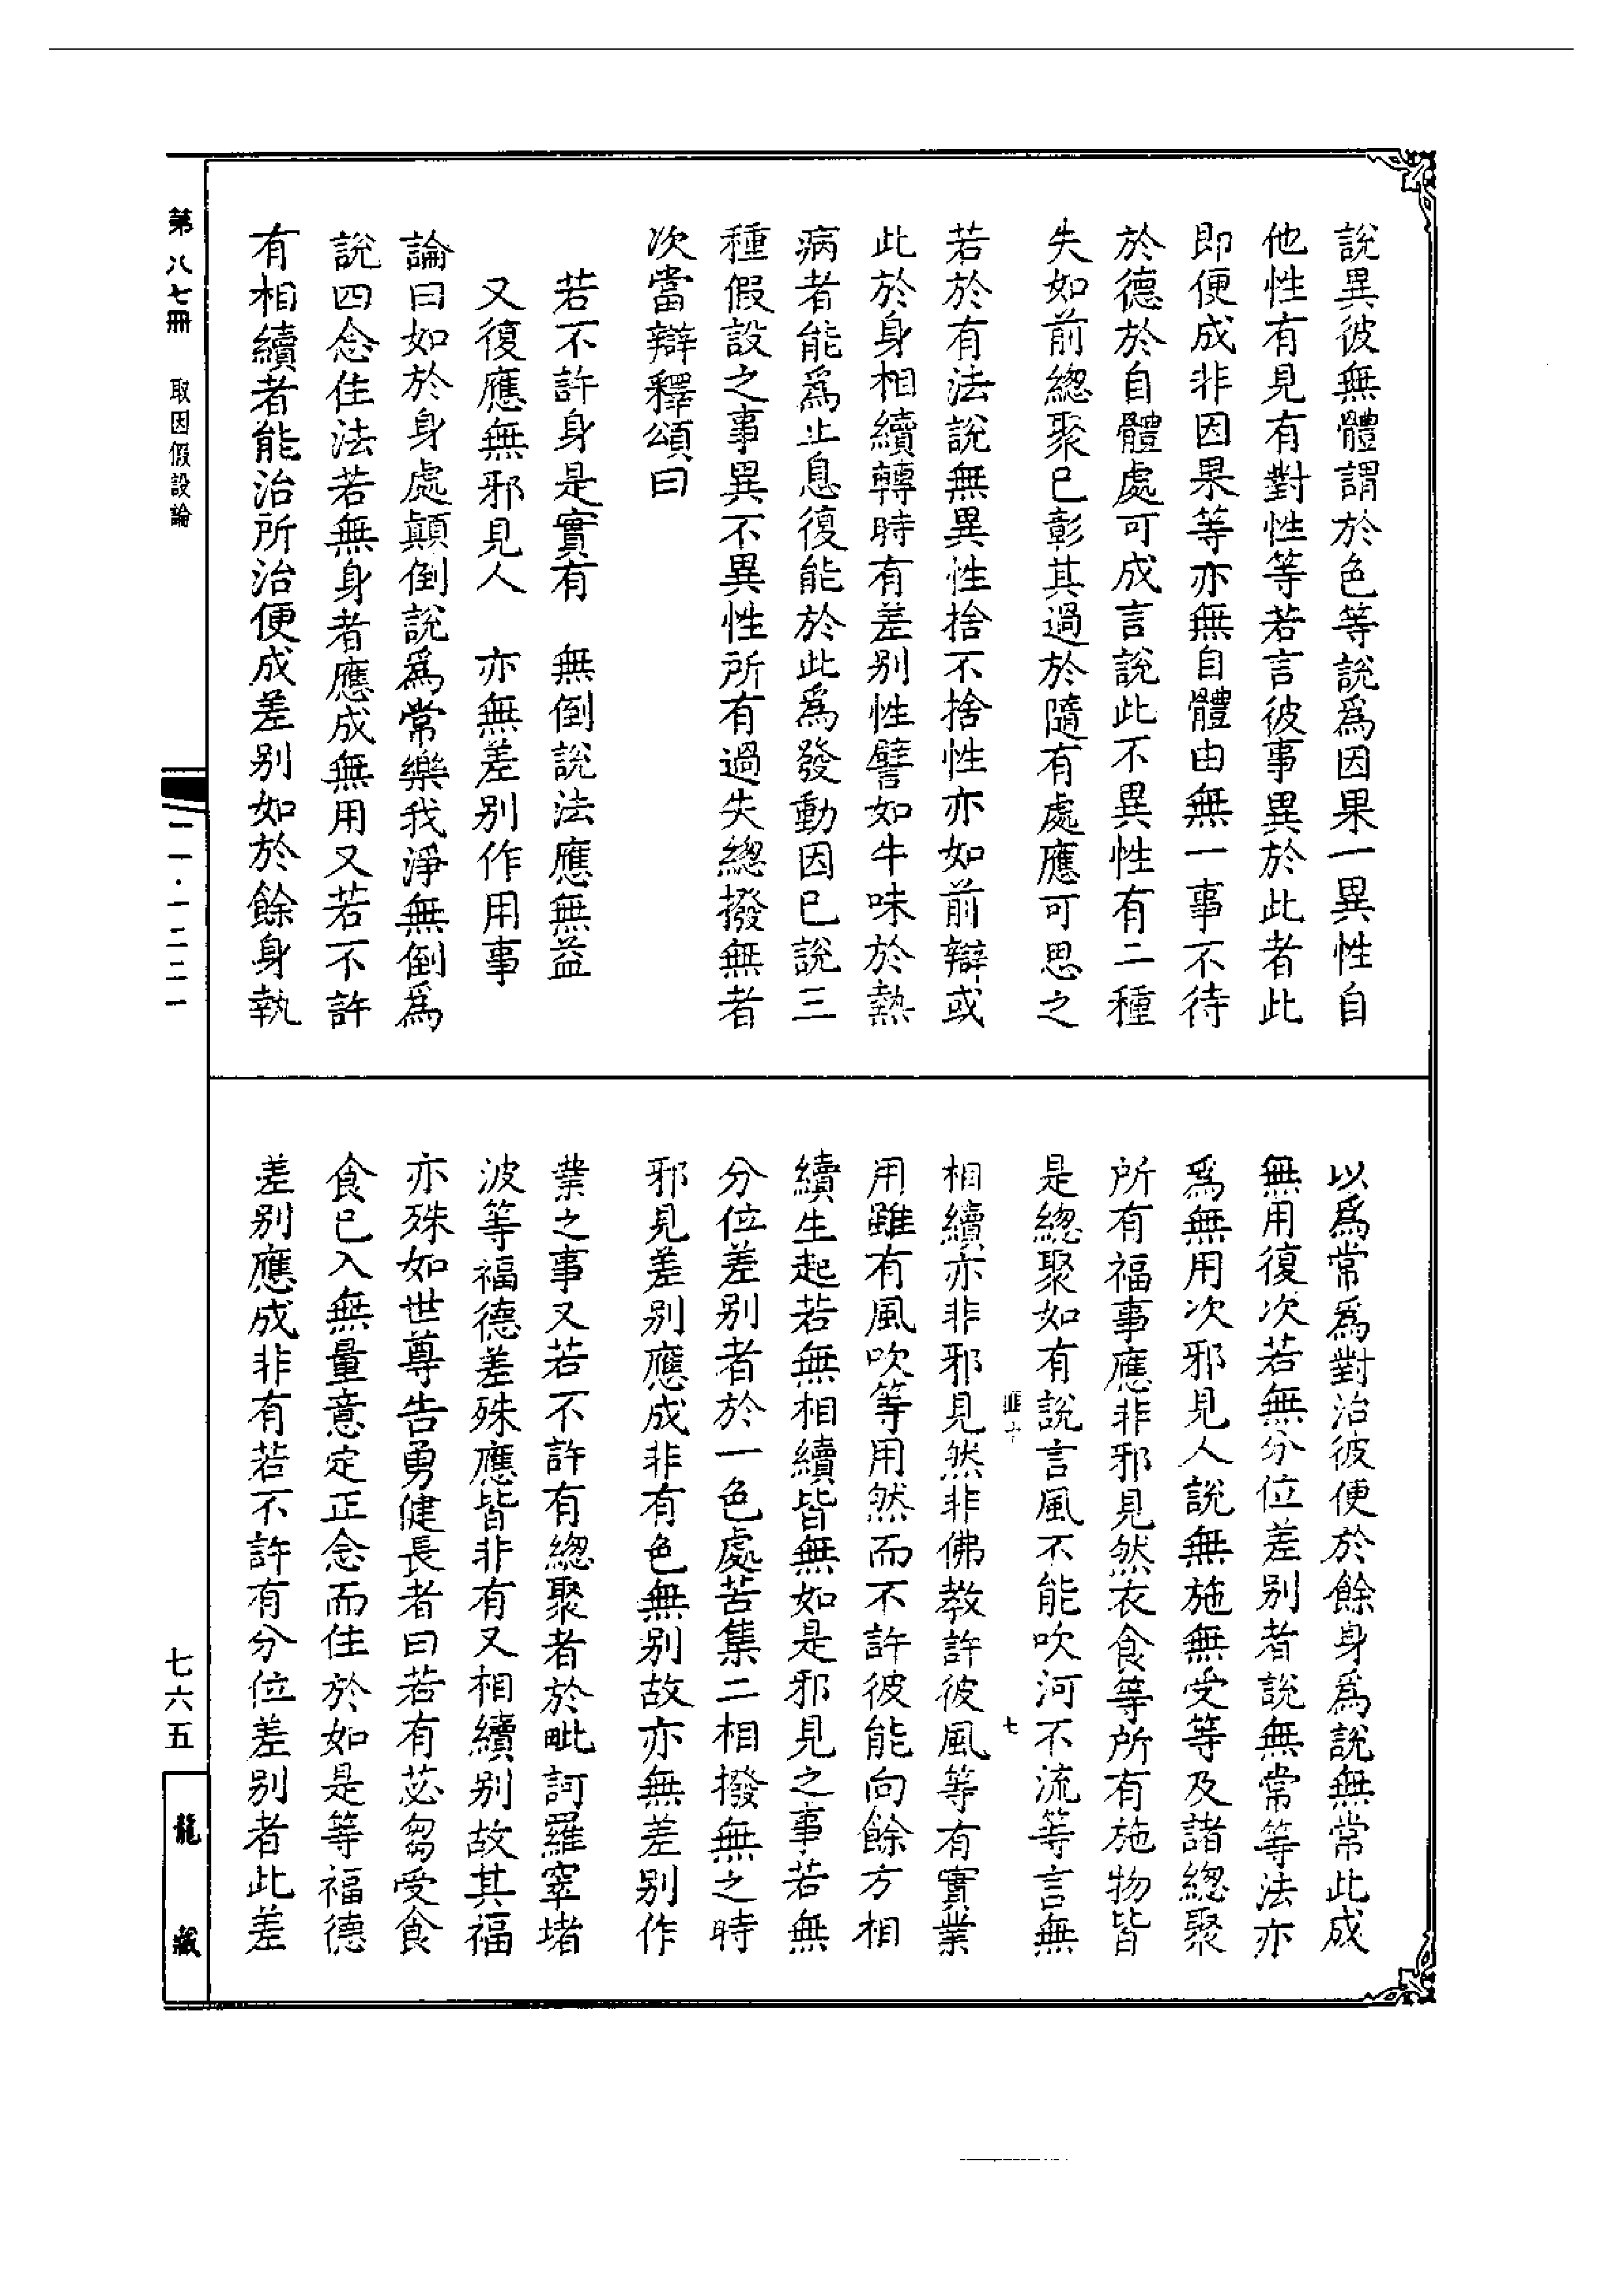 說異彼無體謂於色等說爲因果一異性自
他性有見有對性等若言彼事異於此者此
即便成非因果等亦無自體由無一事不待
於德於自體處可成言說此不異性有二種
失如前總聚已彰其過於隨有處應可思之
若於有法說無異性捨不捨性亦如前辯或
此於身相續轉時有差别性譬如牛味於熱
病者能爲止息復能於此爲發動因已說三
種假設之事異不異性所有過失總撥無者
次當辯釋頌曰
若不許身是實有　無倒說法應無益
又復應無邪見人　亦無差别作用事
論曰如於身處顛倒說爲常樂我淨無倒爲
說四念住法若無身者應成無用又若不許
有相續者能治所治便成差别如於餘身執
以爲常爲對治彼便於餘身爲說無常此成
無用復次若無分位差别者說無常等法亦
爲無用次邪見人說無施無受等及諸總聚
所有福事應非邪見然衣食等所有施物皆
是總聚如有說言風不能吹河不流等言無
匪十　七
相續亦非邪見然非佛教許彼風等有實業
用雖有風吹等用然而不許彼能向餘方相
續生起若無相續皆無如是邪見之事若無
分位差别者於一色處苦集二相撥無之時
邪見差别應成非有色無别故亦無差别作
業之事又若不許有總聚者於毗訶羅窣堵
波等福德差殊應皆非有又相續别故其福
亦殊如世尊告勇健長者曰若有苾芻受食
食已入無量意定正念而住於如是等福德
差别應成非有若不許有分位差别者此差
第八七冊　取因假設論
一一·一二二一
七六五
龍藏